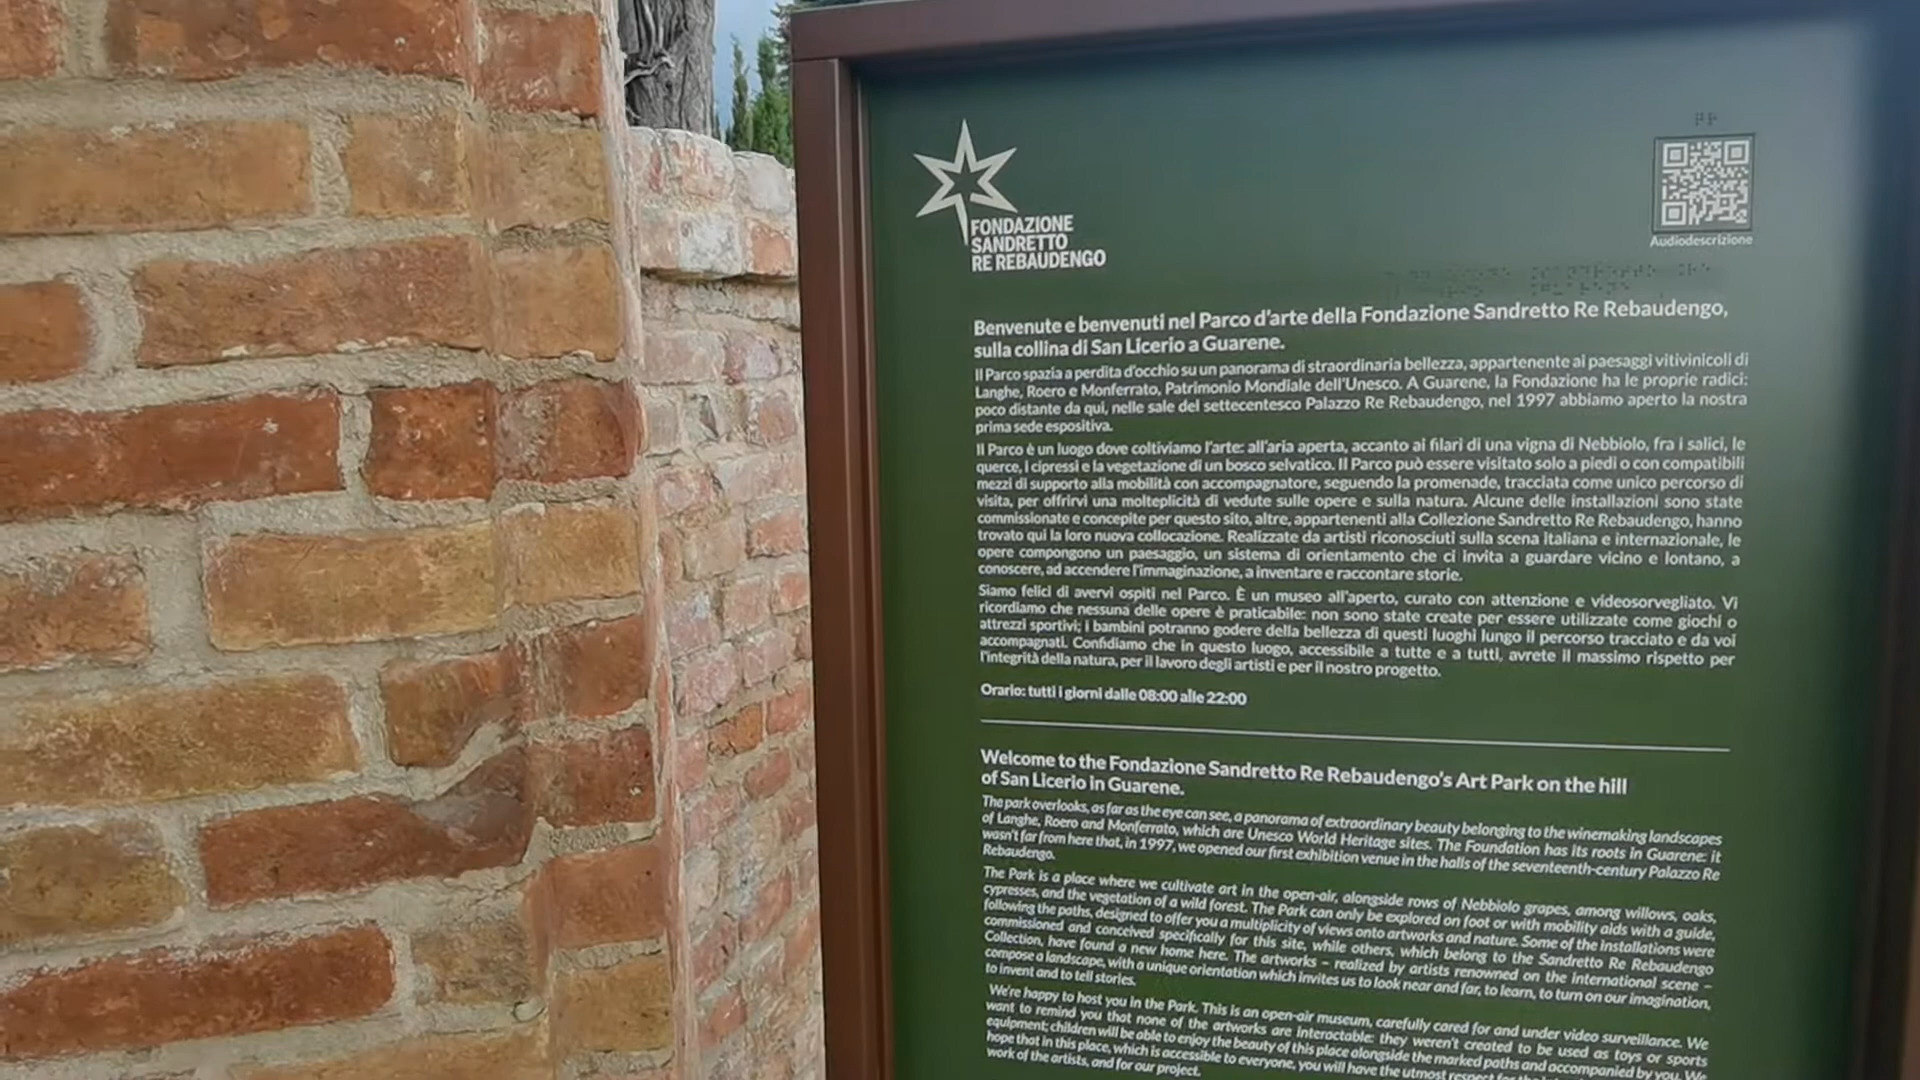 FONDAZIONE
SANDRETTO
RE REBAUDENGO
Audiodescrizione
Benvenute e benvenuti nel Parco d'arte della Fondazione Sandretto Re Rebaudengo,
sulla collina di San Licerio a Guarene.
Il Parco spazia a perdita d'occhio su un panorama di straordinaria bellezza, appartenente ai paesaggi vitivinicoli di
Langhe, Roero e Monferrato, Patrimonio Mondiale dell'Unesco. A Guarene, la Fondazione ha le proprie radici:
poco distante da qui, nelle sale del settecentesco Palazzo Re Rebaudengo, nel 1997 abbiamo aperto la nostra
prima sede espositiva.
Il Parco è un luogo dove coltiviamo l'arte: all'aria aperta, accanto ai filari di una vigna di Nebbiolo, fra i salici, le
querce, i cipressi e la vegetazione di un bosco selvatico. Il Parco può essere visitato solo a piedi o con compatibili
mezzi di supporto alla mobilità con accompagnatore, seguendo la promenade, tracciata come unico percorso di
visita, per offrirvi una molteplicità di vedute sulle opere e sulla natura. Alcune delle installazioni sono state
commissionate e concepite per questo sito, altre, appartenenti alla Collezione Sandretto Re Rebaudengo, hanno
trovato qui la loro nuova collocazione. Realizzate da artisti riconosciuti sulla scena italiana e internazionale, le
opere compongono un paesaggio, un sistema di orientamento che ci invita a guardare vicino e lontano, a
conoscere, ad accendere l'immaginazione, a inventare e raccontare storie.
Siamo felici di avervi ospiti nel Parco. È un museo all'aperto, curato con attenzione e videosorvegliato. Vi
ricordiamo che nessuna delle opere è praticabile: non sono state create per essere utilizzate come giochi o
attrezzi sportivi; i bambini potranno godere della bellezza di questi luoghi lungo il percorso tracciato e da voi
accompagnati. Confidiamo che in questo luogo, accessibile a tutte e a tutti, avrete il massimo rispetto per
l'integrità della natura, per il lavoro degli artisti e per il nostro progetto.
Orario: tutti i giorni dalle 08:00 alle 22:00
Welcome to the Fondazione Sandretto Re Rebaudengo's Art Park on the hill
of San Licerio in Guarene.
The park overlooks, as far as the eye can see, a panorama of extraordinary beauty belonging to the winemaking landscapes
of Langhe, Roero and Monferrato, which are Unesco World Heritage sites. The Foundation has its roots in Guarene: it
wasn't far from here that, in 1997, we opened our first exhibition venue in the halls of the seventeenth-century Palazzo Re
Rebaudengo.
The Park is a place where we cultivate art in the open-air, alongside rows of Nebbiolo grapes, among willows, oaks,
cypresses, and the vegetation of a wild forest. The Park can only be explored on foot or with mobility aids with a guide,
following the paths, designed to offer you a multiplicity of views onto artworks and nature. Some of the installations were
commissioned and conceived specifically for this site, while others, which belong to the Sandretto Re Rebaudengo
Collection, have found a new home here. The artworks – realized by artists renowned on the international scene –
compose a landscape, with a unique orientation which invites us to look near and far, to learn, to turn on our imagination,
to invent and to tell stories.
We're happy to host you in the Park. This is an open-air museum, carefully cared for and under video surveillance. We
want to remind you that none of the artworks are interactable: they weren't created to be used as toys or sports
equipment; children will be able to enjoy the beauty of this place alongside the marked paths and accompanied by you. We
hope that in this place, which is accessible to everyone, you will have the utmost respect for the
work of the artists, and for our project.